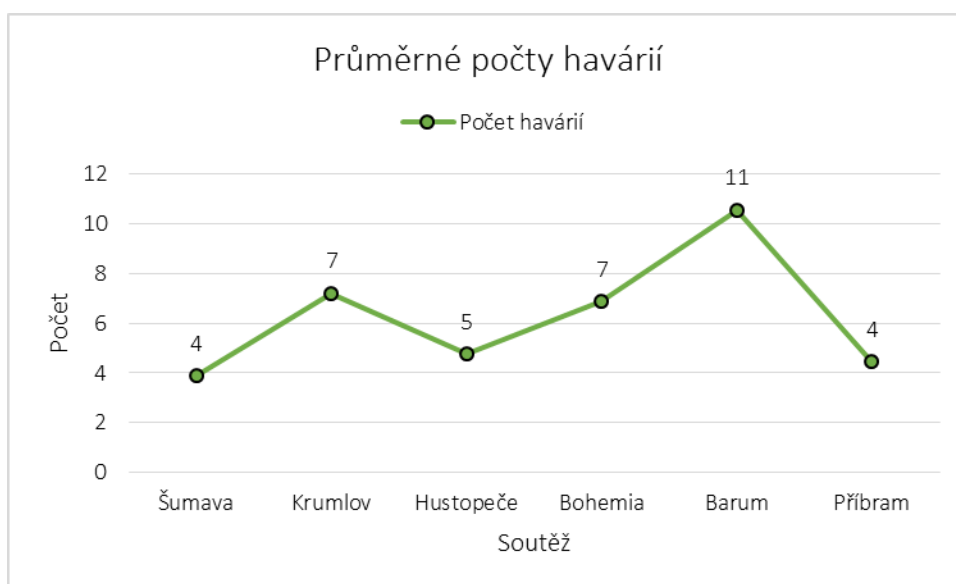 Průměrné počty havárií
Počet havárií
12
10
8
6
4
2
0
Počet
4
7
5
7
11
4
Šumava Krumlov Hustopeče Bohemia Barum Příbram
Soutěž